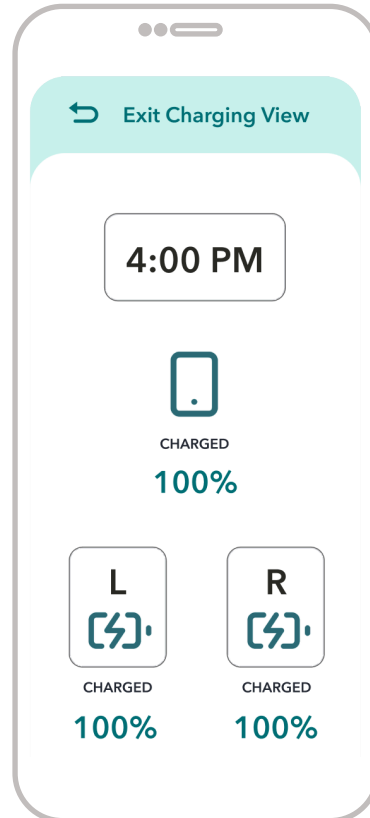 Exit Charging View
4:00 PM
CHARGED
100%
L R
CHARGED CHARGED
100% 100%